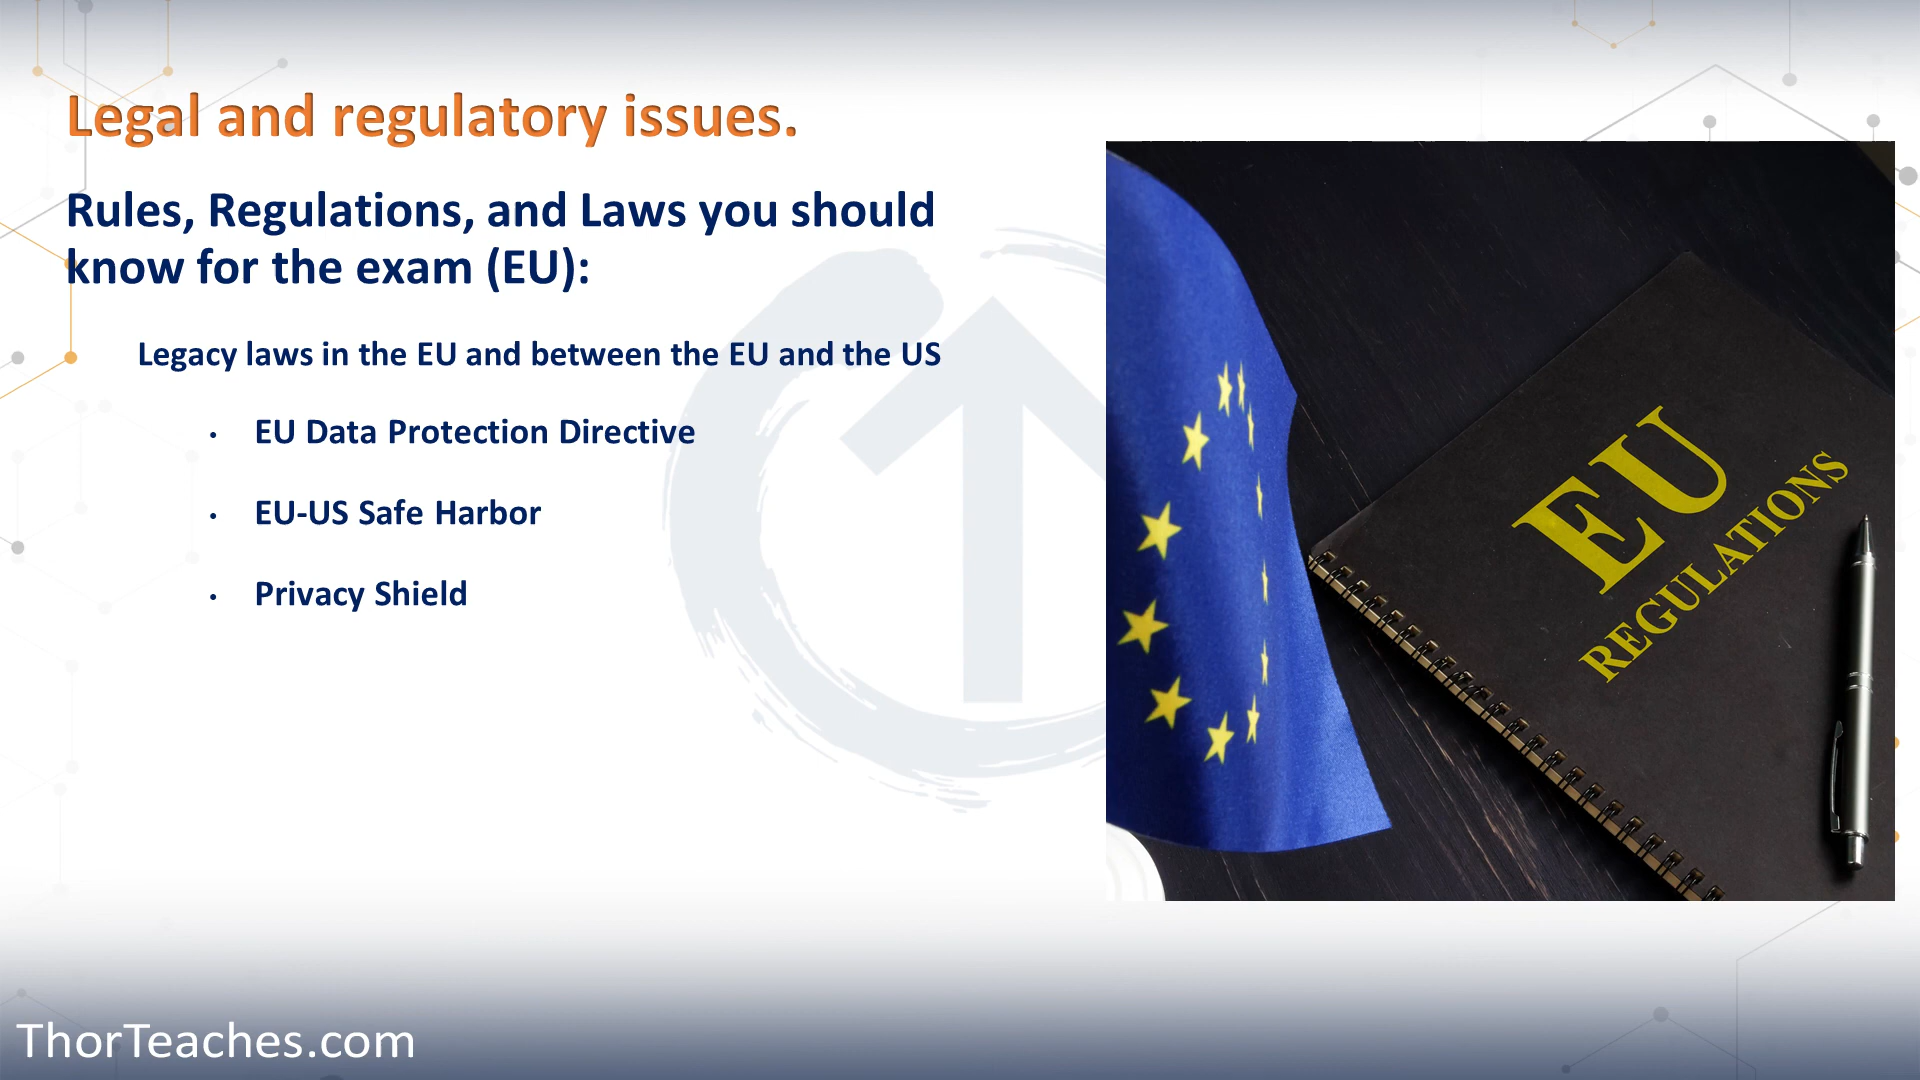 Legal and regulatory issues.
Rules, Regulations, and Laws you should
know for the exam (EU):
Legacy laws in the EU and between the EU and the US
• EU Data Protection Directive
• EU-US Safe Harbor
• Privacy Shield
EU
REGULATIONS
ThorTeaches.com